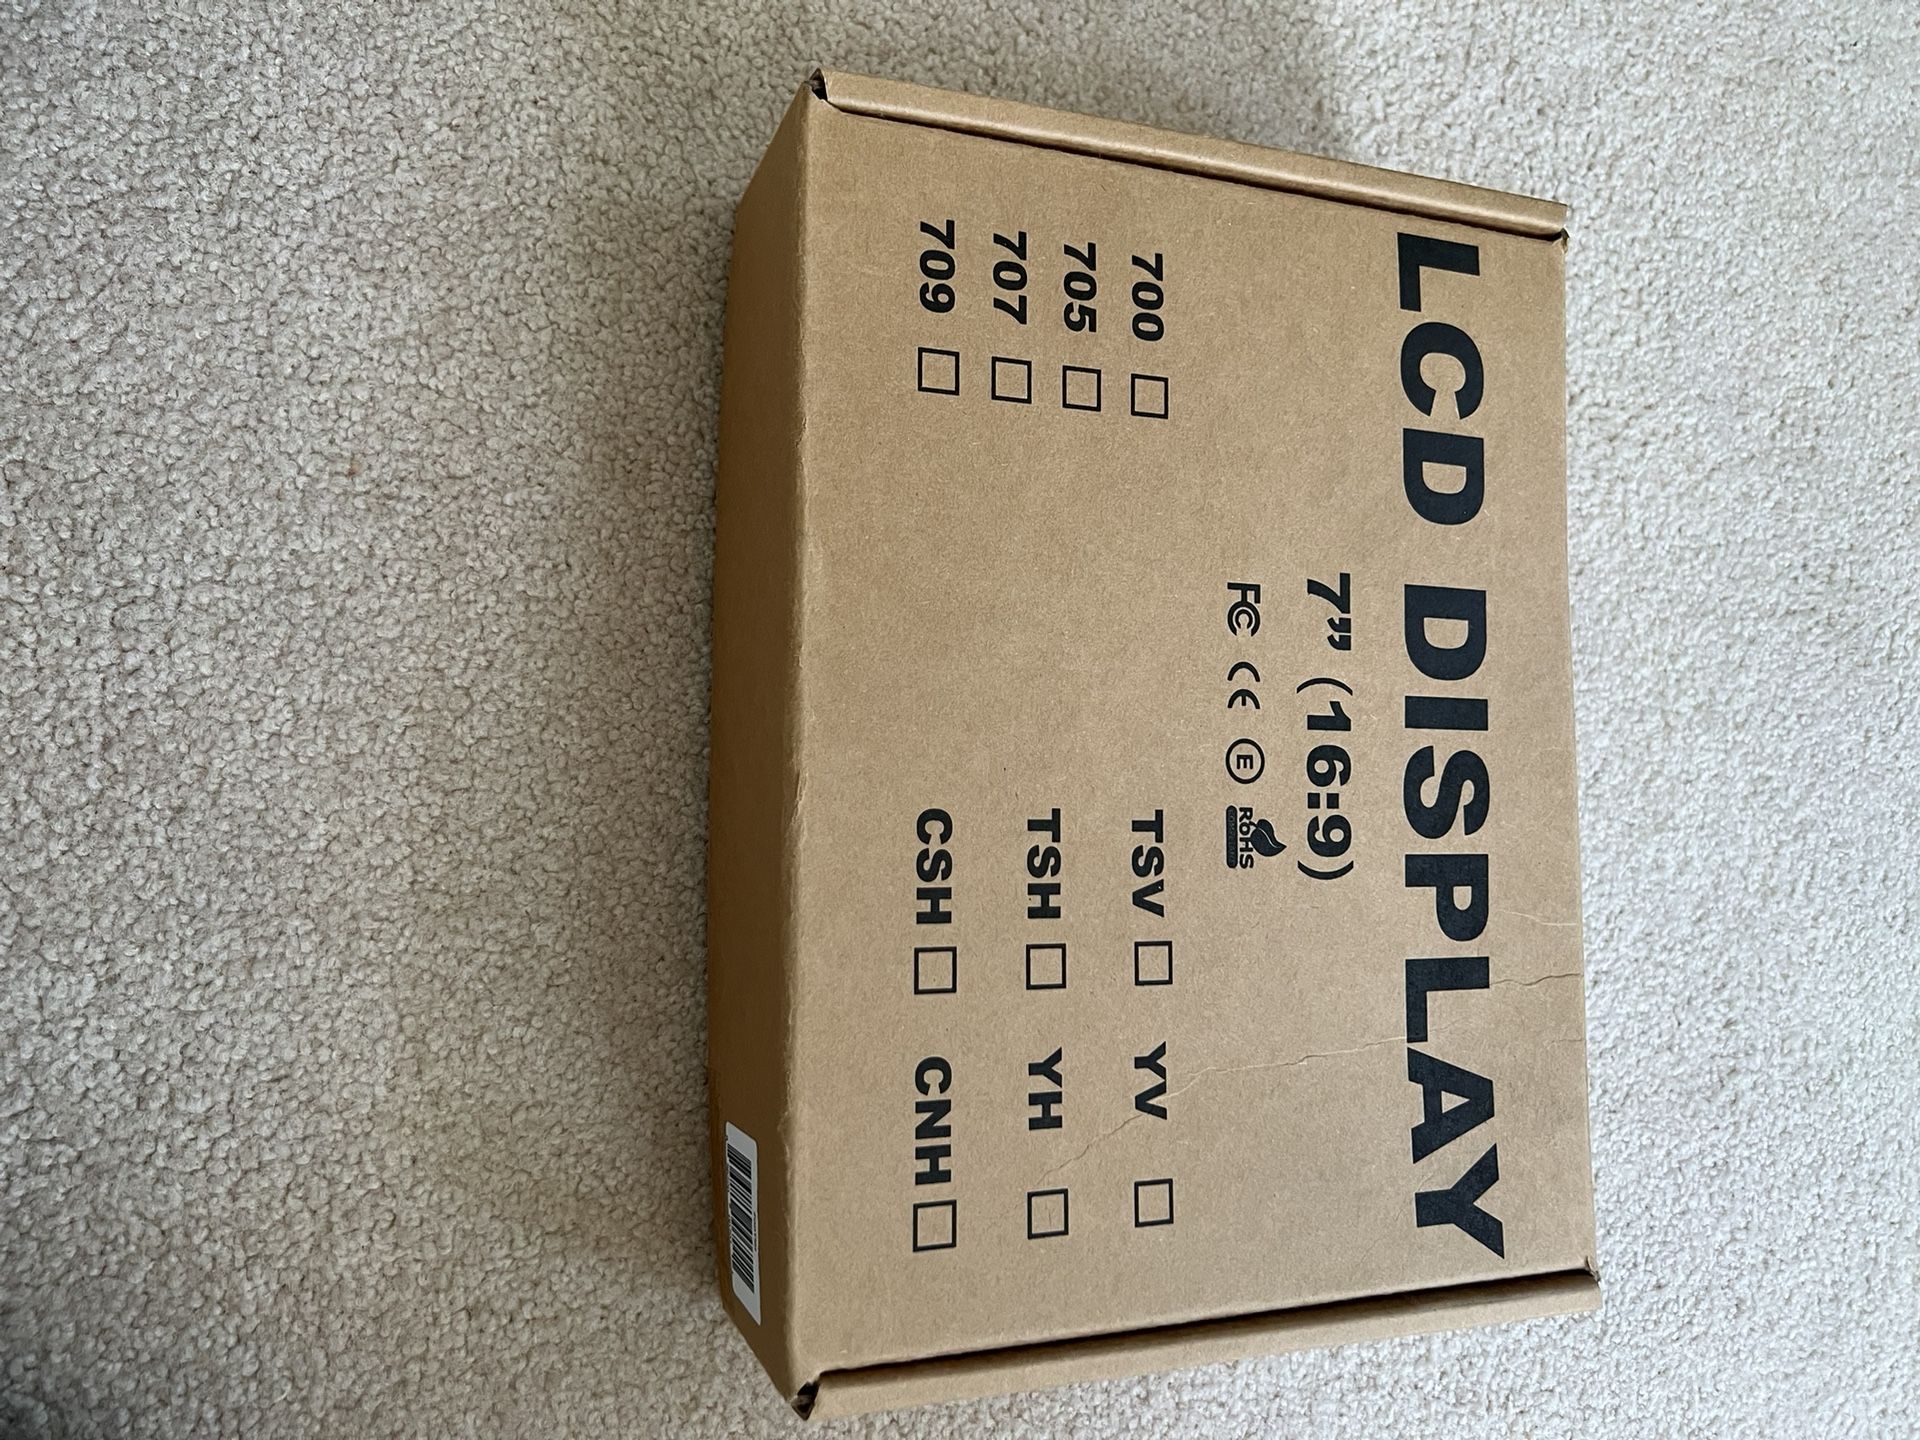 LCD DISPLAY
7” (16:9)
FC CE E RoHS
700 □ TSV □ YV □
705 □
707 □ TSH □ YH □
709 □ CSH □ CNH □